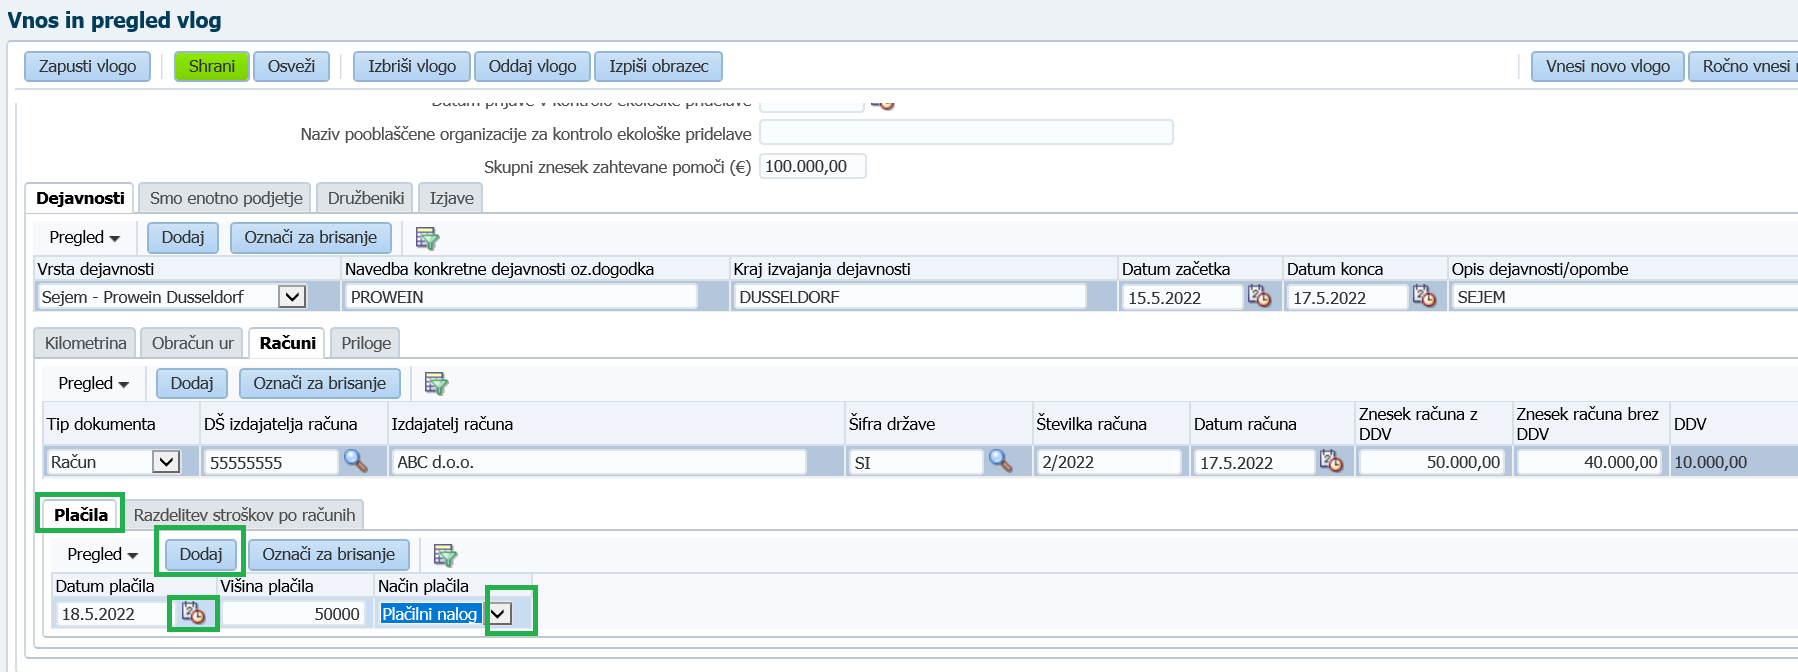 Vnos in pregled vlog
Zapusti vlogo Shrani Osveži Izbriši vlogo Oddaj vlogo Izpiši obrazec Vnesi novo vlogo Ročno vnesi
Datum prijave v kontrolo ekološke pridelave
Naziv pooblaščene organizacije za kontrolo ekološke pridelave
Skupni znesek zahtevane pomoči (€) 100.000,00
Dejavnosti Smo enotno podjetje Družbeniki Izjave
Pregled Dodaj Označi za brisanje
Vrsta dejavnosti Navedba konkretne dejavnosti oz.dogodka Kraj izvajanja dejavnosti Datum začetka Datum konca Opis dejavnosti/opombe
Sejem - Prowein Dusseldorf PROWEIN DUSSELDORF 15.5.2022 17.5.2022 SEJEM
Kilometrina Obračun ur Računi Priloge
Pregled Dodaj Označi za brisanje
Tip dokumenta DŠ izdajatelja računa Izdajatelj računa Šifra države Številka računa Datum računa Znesek računa z DDV Znesek računa brez DDV DDV
Račun 55555555 ABC d.o.o. SI 2/2022 17.5.2022 50.000,00 40.000,00 10.000,00
Plačila Razdelitev stroškov po računih
Pregled Dodaj Označi za brisanje
Datum plačila Višina plačila Način plačila
18.5.2022 50000 Plačilni nalog